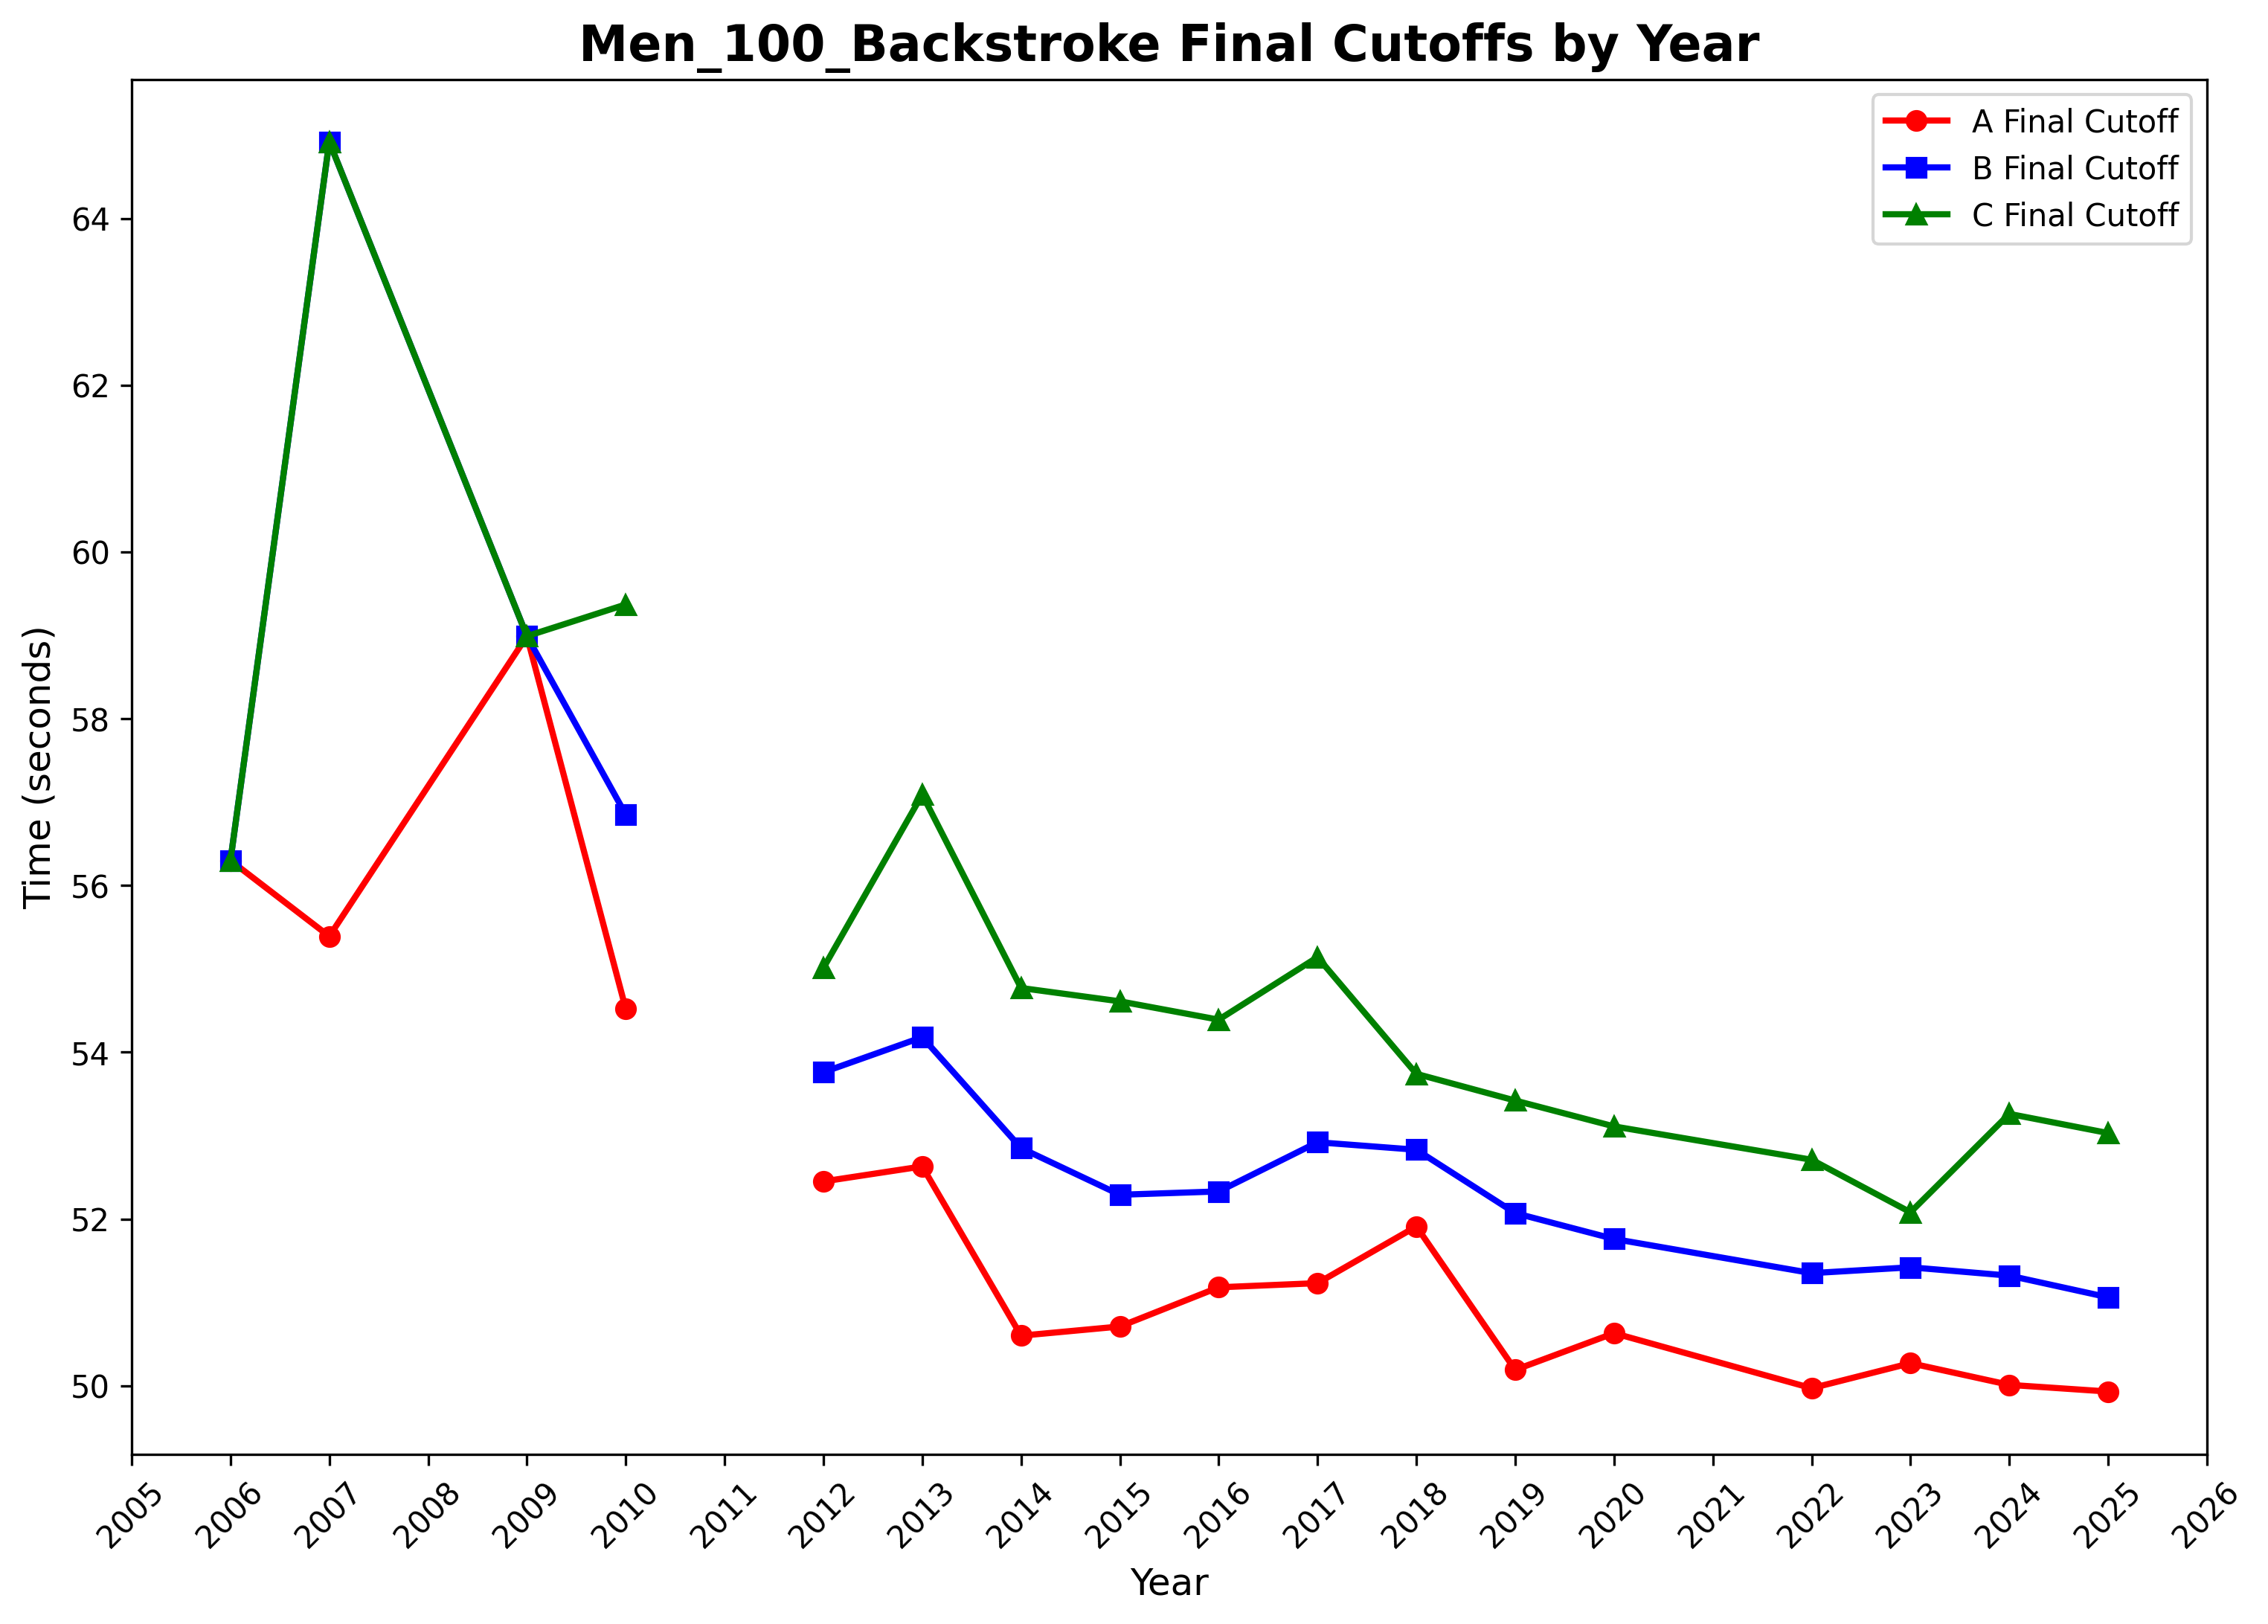 Men_100_Backstroke Final Cutoffs by Year
A Final Cutoff
B Final Cutoff
C Final Cutoff
64
62
60
58
56
54
52
50
Time (seconds)
2005 2006 2007 2008 2009 2010 2011 2012 2013 2014 2015 2016 2017 2018 2019 2020 2021 2022 2023 2024 2025 2026
Year